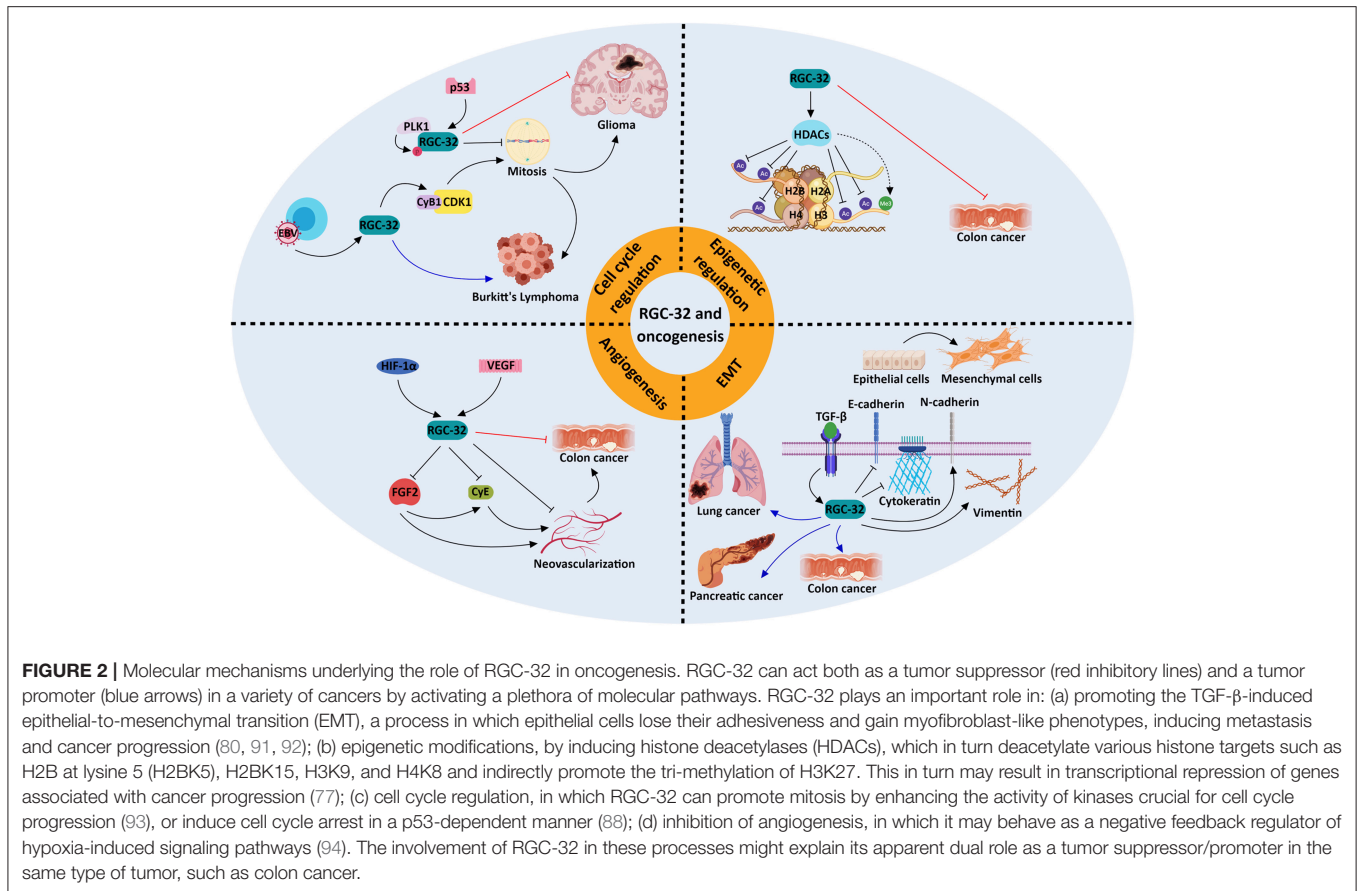 p53
PLK1
RGC-32
P
Glioma
Mitosis
CyB1 CDK1
EBV
RGC-32
Burkitt's Lymphoma
RGC-32
HDACs
Ac
Ac
Ac
Ac
Ac
Ac
Me3
H2B
H2A
H4
H3
Colon cancer
Cell cycle regulation
Epigenetic regulation
RGC-32 and
oncogenesis
Angiogenesis
EMT
HIF-1α
VEGF
RGC-32
Colon cancer
FGF2
CyE
Neovascularization
Epithelial cells
Mesenchymal cells
E-cadherin
N-cadherin
TGF-β
Lung cancer
RGC-32
Cytokeratin
Vimentin
Pancreatic cancer
Colon cancer
FIGURE 2 | Molecular mechanisms underlying the role of RGC-32 in oncogenesis. RGC-32 can act both as a tumor suppressor (red inhibitory lines) and a tumor
promoter (blue arrows) in a variety of cancers by activating a plethora of molecular pathways. RGC-32 plays an important role in: (a) promoting the TGF-β-induced
epithelial-to-mesenchymal transition (EMT), a process in which epithelial cells lose their adhesiveness and gain myofibroblast-like phenotypes, inducing metastasis
and cancer progression (80, 91, 92); (b) epigenetic modifications, by inducing histone deacetylases (HDACs), which in turn deacetylate various histone targets such as
H2B at lysine 5 (H2BK5), H2BK15, H3K9, and H4K8 and indirectly promote the tri-methylation of H3K27. This in turn may result in transcriptional repression of genes
associated with cancer progression (77); (c) cell cycle regulation, in which RGC-32 can promote mitosis by enhancing the activity of kinases crucial for cell cycle
progression (93), or induce cell cycle arrest in a p53-dependent manner (88); (d) inhibition of angiogenesis, in which it may behave as a negative feedback regulator of
hypoxia-induced signaling pathways (94). The involvement of RGC-32 in these processes might explain its apparent dual role as a tumor suppressor/promoter in the
same type of tumor, such as colon cancer.